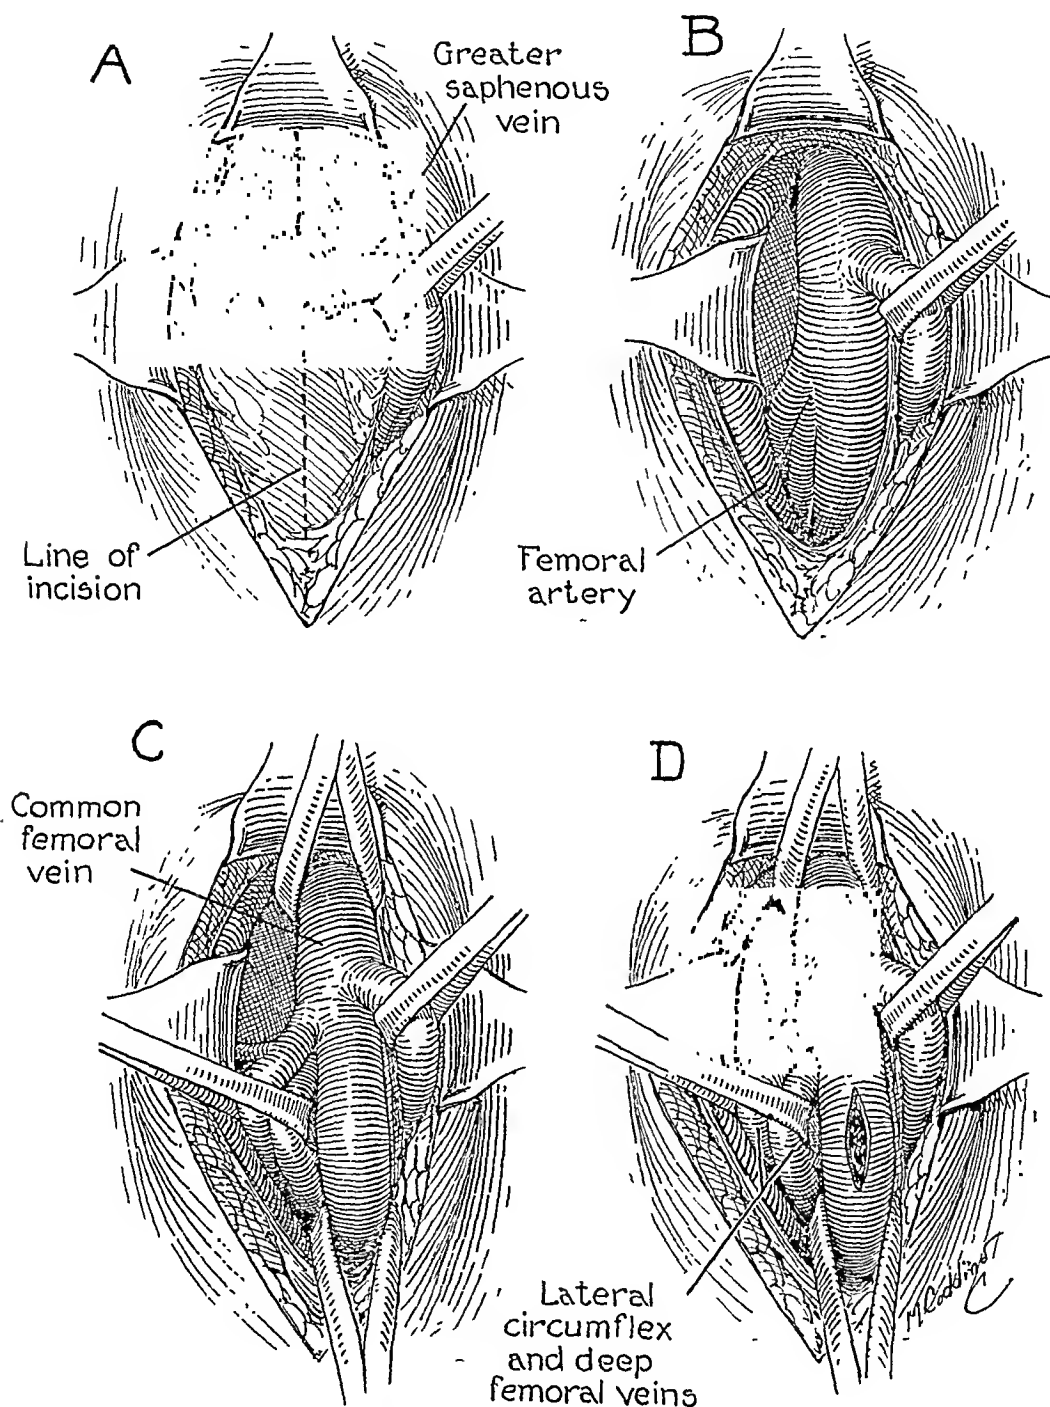 A
Greater
saphenous
vein
B
Line of
incision
Femoral
artery
C
Common
femoral
vein
D
Lateral
circumflex
and deep
femoral veins